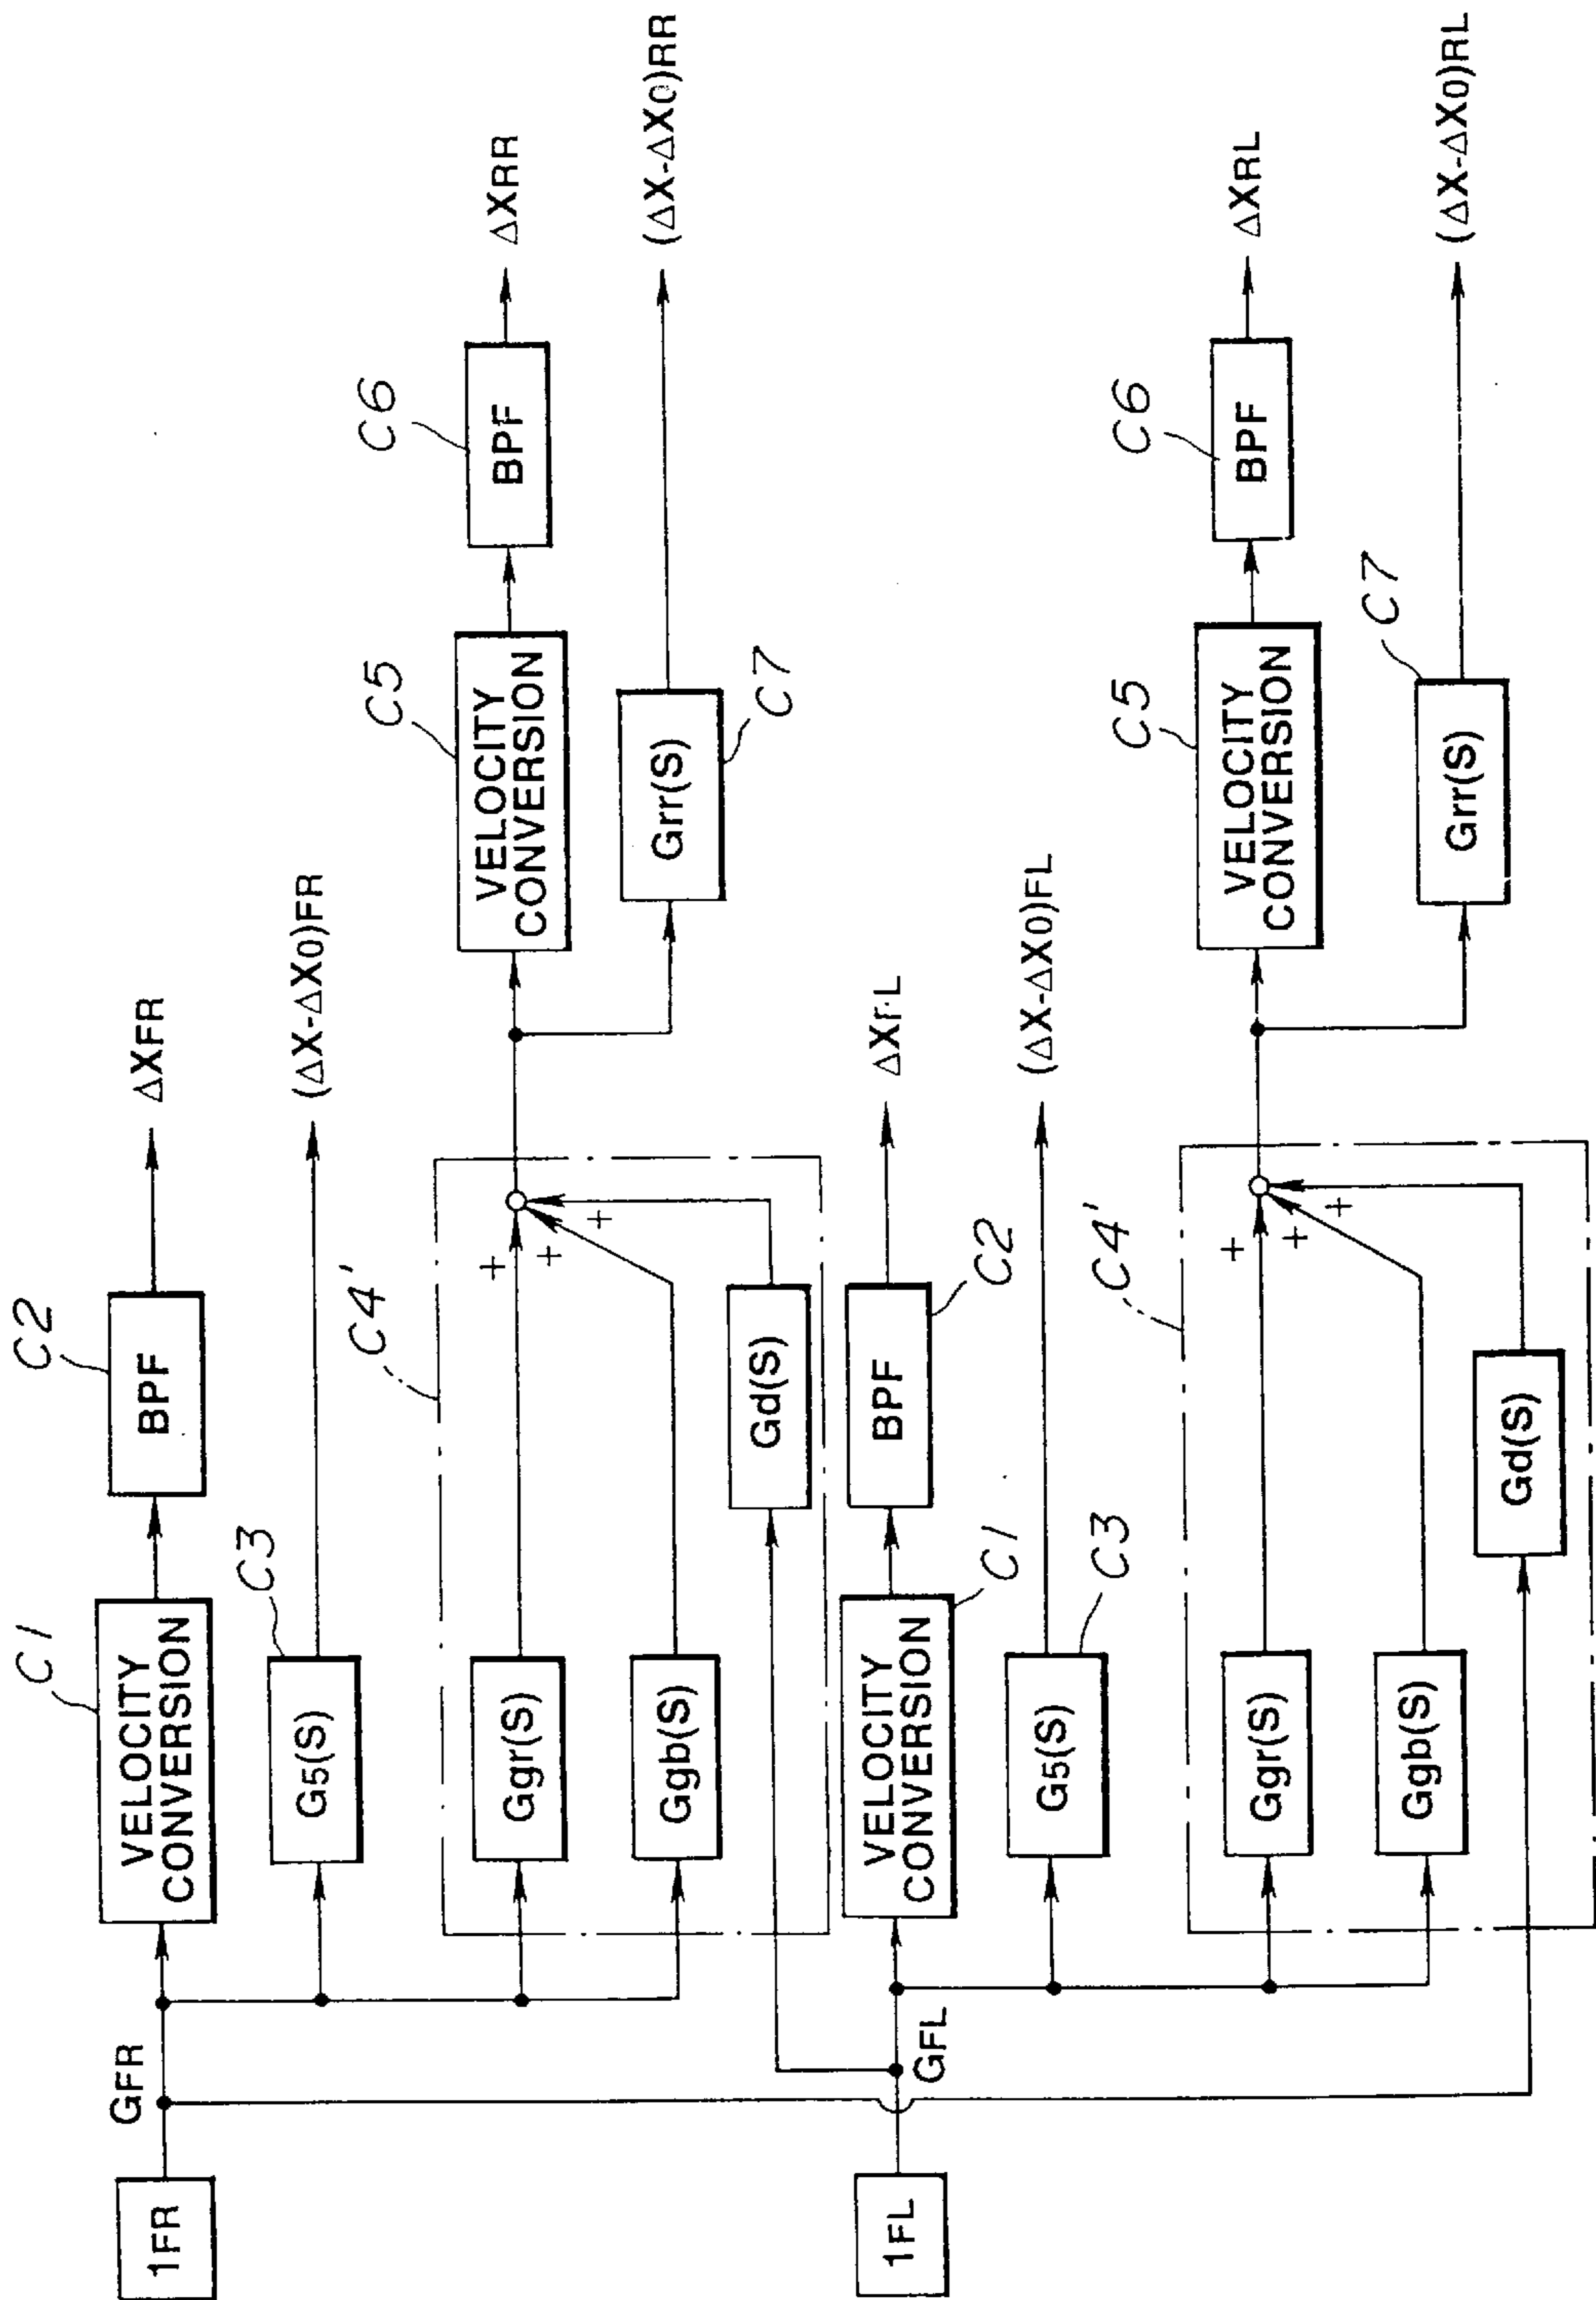 1FR
GFR
VELOCITY
CONVERSION
C1
BPF
C2
ΔXFR
G5(S)
C3
(ΔX-ΔX0)FR
C4'
Ggr(S)
Ggb(S)
Gd(S)
+
+
+
VELOCITY
CONVERSION
C5
BPF
C6
ΔXRR
Grr(S)
C7
(ΔX-ΔX0)RR
1FL
GFL
VELOCITY
CONVERSION
C1
BPF
C2
ΔXFL
G5(S)
C3
(ΔX-ΔX0)FL
C4'
Ggr(S)
Ggb(S)
Gd(S)
+
+
+
VELOCITY
CONVERSION
C5
BPF
C6
ΔXRL
Grr(S)
C7
(ΔX-ΔX0)RL